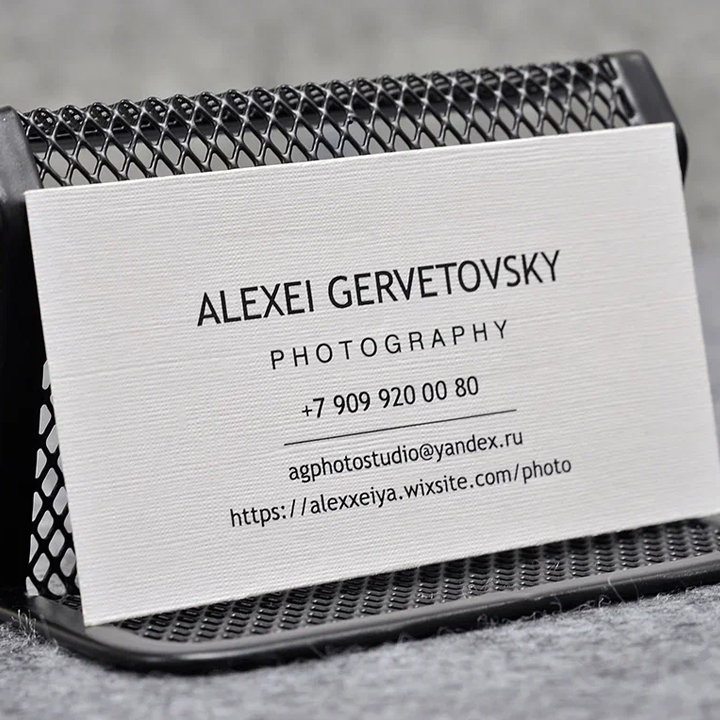 ALEXEI GERVETOVSKY
PHOTOGRAPHY
+7 909 920 00 80
agphotostudio@yandex.ru
https://alexxeiya.wixsite.com/photo